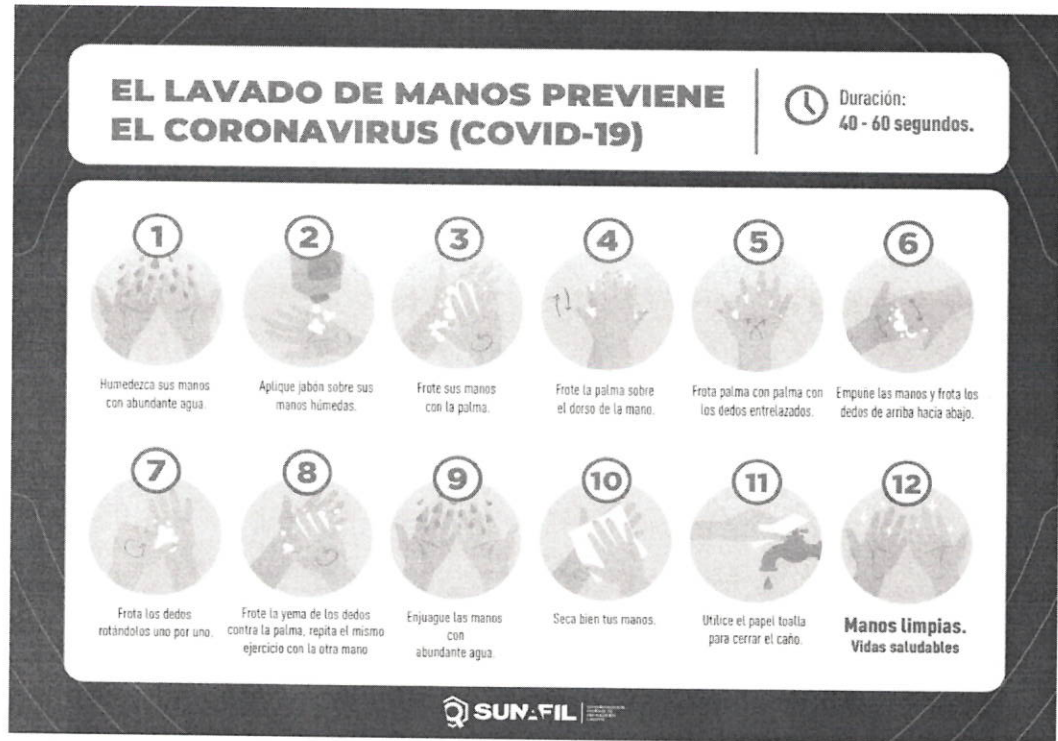 EL LAVADO DE MANOS PREVIENE
EL CORONAVIRUS (COVID-19)
Duración:
40 - 60 segundos.
1
Humedezca sus manos
con abundante agua.
2
Aplique jabón sobre sus
manos húmedas.
3
Frote sus manos
con la palma.
4
Frote la palma sobre
el dorso de la mano.
5
Frota palma con palma con
los dedos entrelazados.
6
Empuñe las manos y frota los
dedos de arriba hacia abajo.
7
Frota los dedos
rotándolos uno por uno.
8
Frote la yema de los dedos
contra la palma, repita el mismo
ejercicio con la otra mano
9
Enjuague las manos
con
abundante agua.
10
Seca bien tus manos.
11
Utilice el papel toalla
para cerrar el caño.
12
Manos limpias.
Vidas saludables
SUNAFIL